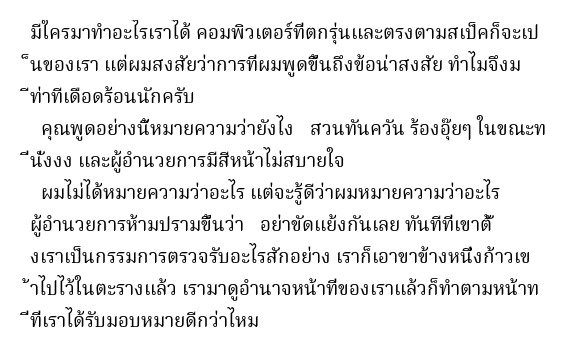 มีใครมาทำอะไรเราได้ คอมพิวเตอร์ที่ตกรุ่นและตรงตามสเป็คก็จะเป
็นของเรา แต่ผมสงสัยว่าการที่ผมพูดขึ้นถึงข้อน่าสงสัย ทำไมจึงม
ีท่าทีเดือดร้อนนักครับ
คุณพูดอย่างนี้หมายความว่ายังไง สวนทันควัน ร้องอุ๊ยๆ ในขณะท
ี่นั่งงง และผู้อำนวยการมีสีหน้าไม่สบายใจ
ผมไม่ได้หมายความว่าอะไร แต่จะรู้ดีว่าผมหมายความว่าอะไร
ผู้อำนวยการห้ามปรามขึ้นว่า อย่าขัดแย้งกันเลย ทันทีที่เขาตั้
งเราเป็นกรรมการตรวจรับอะไรสักอย่าง เราก็เอาขาข้างหนึ่งก้าวเข
้าไปไว้ในตะรางแล้ว เรามาดูอำนาจหน้าที่ของเราแล้วก็ทำตามหน้าท
ี่ที่เราได้รับมอบหมายดีกว่าไหม